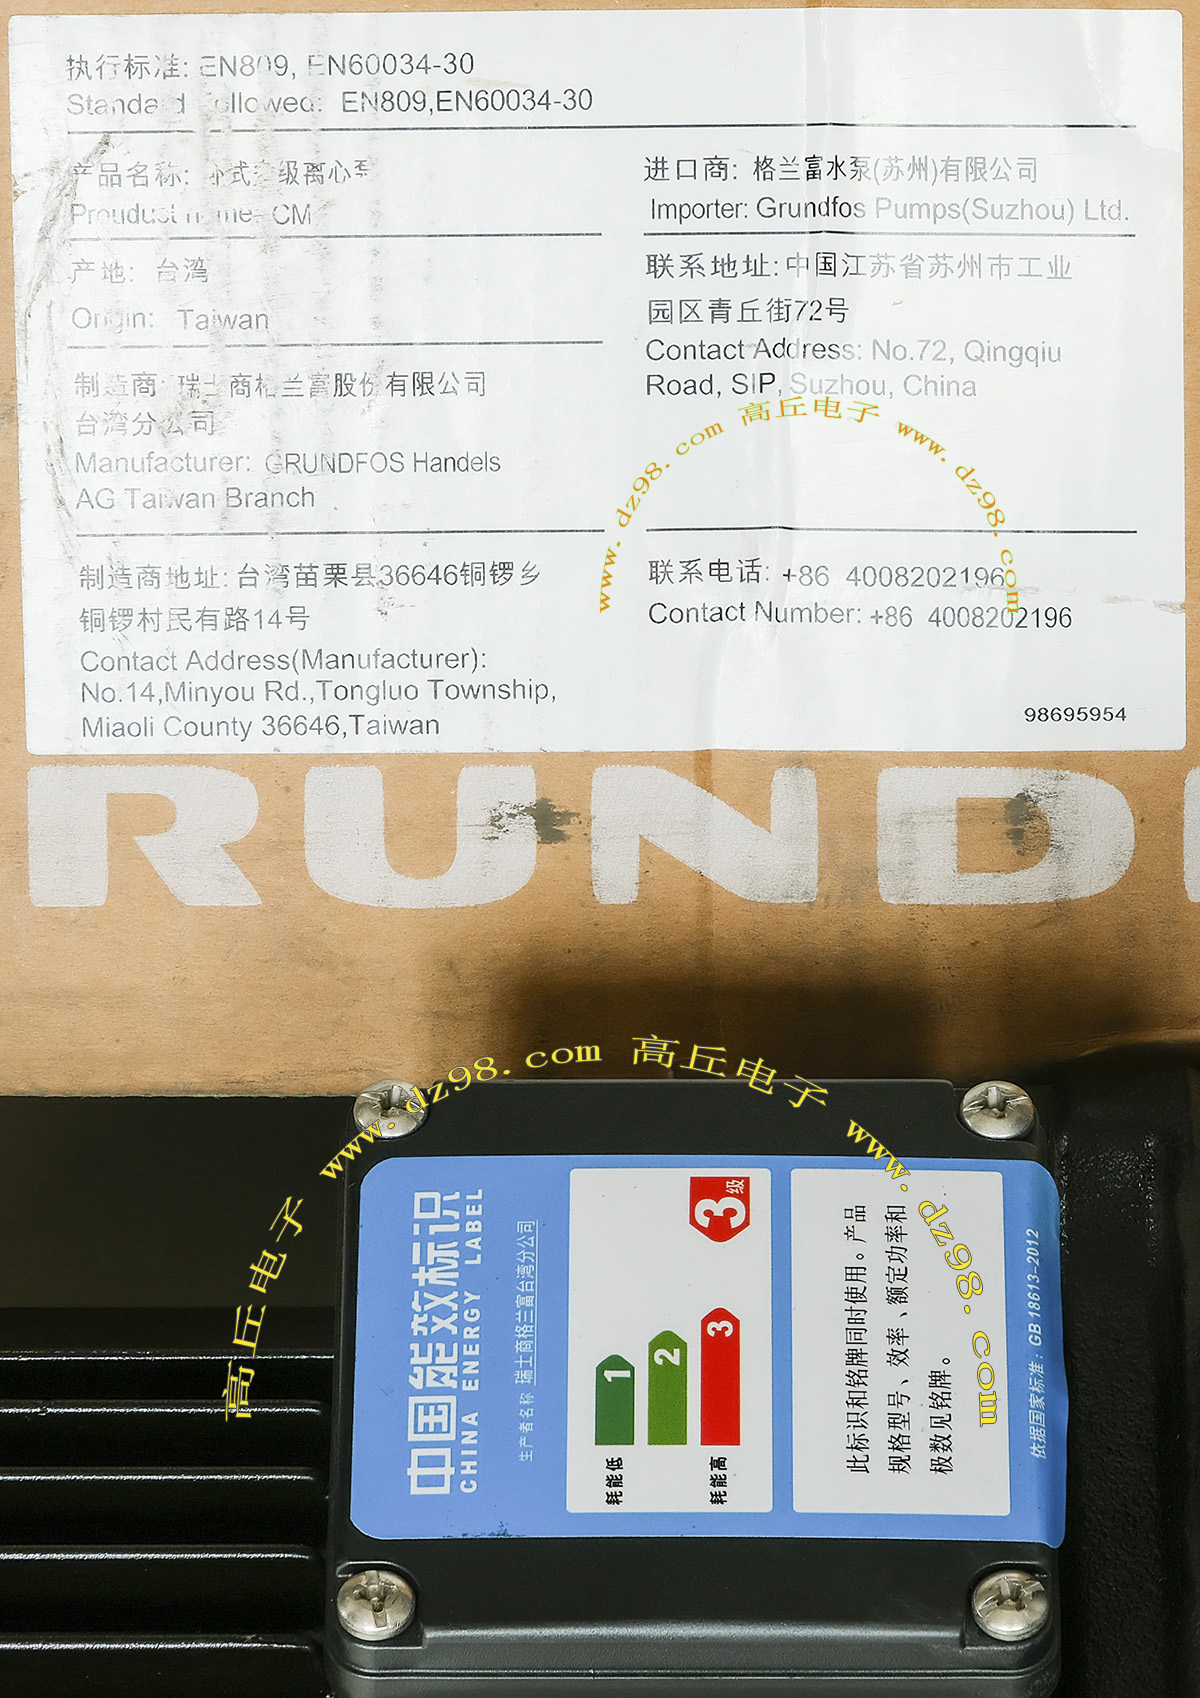 执行标准: EN809, EN60034-30
Standard Followed: EN809,EN60034-30
产品名称: 卧式多级离心泵
Prouduct name- CM
产地: 台湾
Origin: Taiwan
制造商: 瑞士商格兰富股份有限公司
台湾分公司
Manufacturer: GRUNDFOS Handels
AG Taiwan Branch
制造商地址: 台湾苗栗县36646铜锣乡
铜锣村民有路14号
Contact Address(Manufacturer):
No.14,Minyou Rd.,Tongluo Township,
Miaoli County 36646,Taiwan
进口商: 格兰富水泵(苏州)有限公司
Importer: Grundfos Pumps(Suzhou) Ltd.
联系地址: 中国江苏省苏州市工业
园区青丘街72号
Contact Address: No.72, Qingqiu
Road, SIP, Suzhou, China
联系电话: +86 4008202196
Contact Number: +86 4008202196
98695954
www.dz98.com 高丘电子 www.dz98.com
RUND
高丘电子 www.dz98.com 高丘电子 www.dz98zp.com
中国能效标识
CHINA ENERGY LABEL
生产者名称 瑞士商格兰富台湾分公司
耗能低
1
2
3
耗能高
3级
此标识和铭牌同时使用。产品
规格型号、效率、额定功率和
极数见铭牌。
依据国家标准: GB 18613-2012